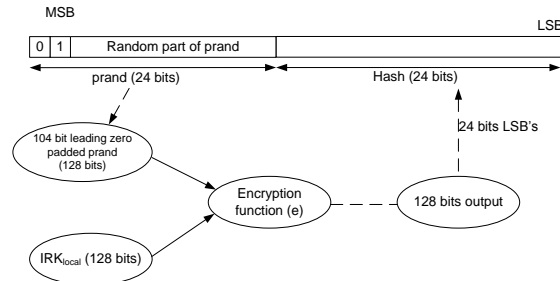 MSB
LSB
0 1 Random part of prand
prand (24 bits)
Hash (24 bits)
24 bits LSB's
104 bit leading zero
padded prand
(128 bits)
Encryption
function (e)
128 bits output
IRKlocal (128 bits)